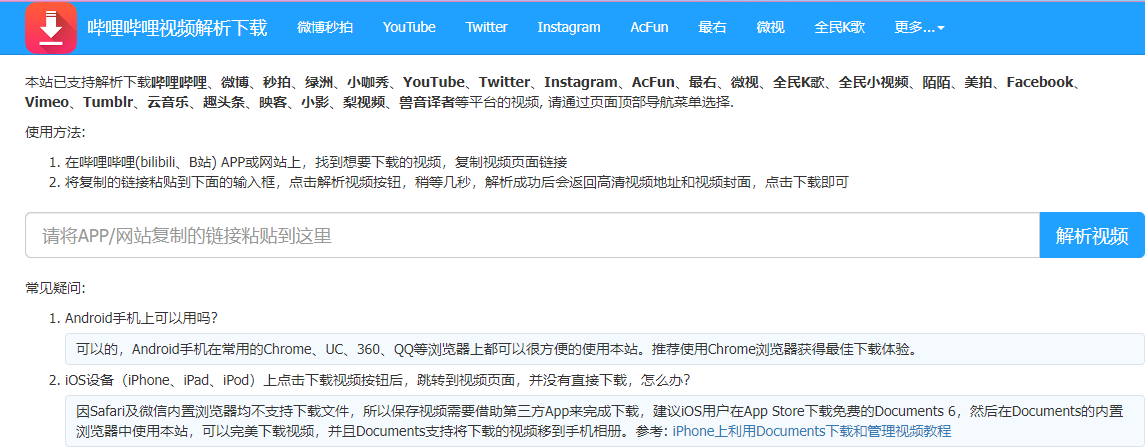 哔哩哔哩视频解析下载 微博秒拍 YouTube Twitter Instagram AcFun 最右 微视 全民K歌 更多...
本站已支持解析下载哔哩哔哩、微博、秒拍、绿洲、小咖秀、YouTube、Twitter、Instagram、AcFun、最右、微视、全民K歌、全民小视频、陌陌、美拍、Facebook、
Vimeo、Tumblr、云音乐、趣头条、映客、小影、梨视频、兽音译者等平台的视频, 请通过页面顶部导航菜单选择.
使用方法:
1. 在哔哩哔哩(bilibili、B站) APP或网站上，找到想要下载的视频，复制视频页面链接
2. 将复制的链接粘贴到下面的输入框，点击解析视频按钮，稍等几秒，解析成功后会返回高清视频地址和视频封面，点击下载即可
请将APP/网站复制的链接粘贴到这里 解析视频
常见疑问:
1. Android手机上可以用吗?
可以的，Android手机在常用的Chrome、UC、360、QQ等浏览器上都可以很方便的使用本站。推荐使用Chrome浏览器获得最佳下载体验。
2. iOS设备（iPhone、iPad、iPod）上点击下载视频按钮后，跳转到视频页面，并没有直接下载，怎么办?
因Safari及微信内置浏览器均不支持下载文件，所以保存视频需要借助第三方App来完成下载，建议iOS用户在App Store下载免费的Documents 6，然后在Documents的内置
浏览器中使用本站，可以完美下载视频，并且Documents支持将下载的视频移到手机相册。参考: iPhone上利用Documents下载和管理视频教程